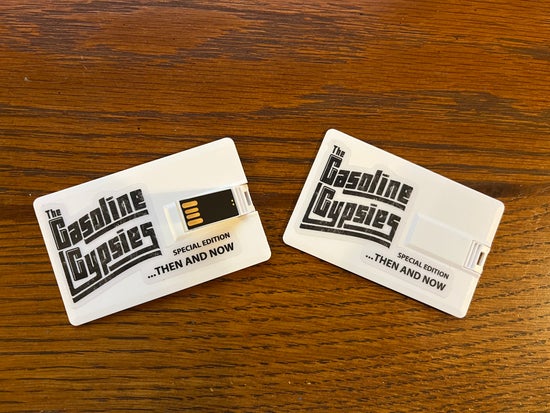 The
Gasoline
Gypsies
SPECIAL EDITION
...THEN AND NOW
The
Gasoline
Gypsies
SPECIAL EDITION
...THEN AND NOW